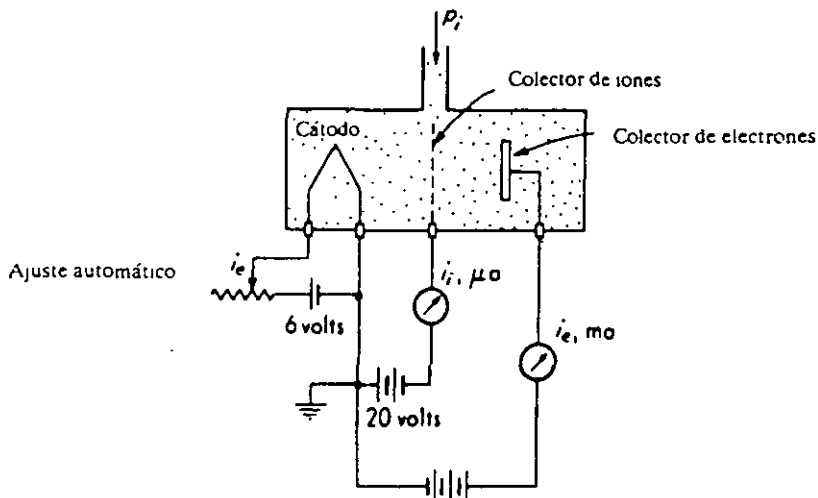 p_i
Colector de iones
Cátodo
Colector de electrones
Ajuste automático
i_e
i_i, μa
6 volts
i_e, ma
20 volts